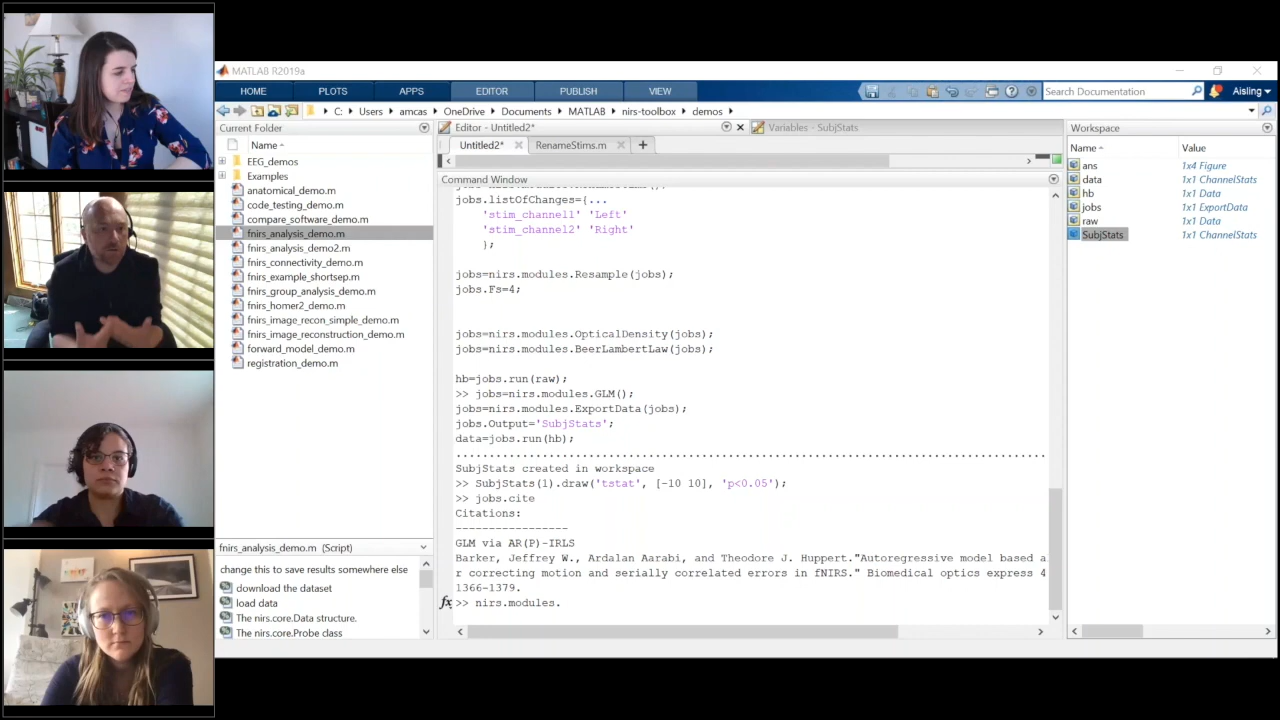 MATLAB R2019a
HOME PLOTS APPS EDITOR PUBLISH VIEW Search Documentation Aisling
C: Users amcas OneDrive Documents MATLAB nirs-toolbox demos
Current Folder
Name
EEG_demos
Examples
anatomical_demo.m
code_testing_demo.m
compare_software_demo.m
fnirs_analysis_demo.m
fnirs_analysis_demo2.m
fnirs_connectivity_demo.m
fnirs_example_shortsep.m
fnirs_group_analysis_demo.m
fnirs_homer2_demo.m
fnirs_image_recon_simple_demo.m
fnirs_image_reconstruction_demo.m
forward_model_demo.m
registration_demo.m
fnirs_analysis_demo.m (Script)
change this to save results somewhere else
download the dataset
load data
The nirs.core.Data structure.
The nirs.core.Probe class
Editor - Untitled2*
Variables - SubjStats
Untitled2*
RenameStims.m
Command Window
jobs.listOfChanges={...
'stim_channel1' 'Left'
'stim_channel2' 'Right'
};
jobs=nirs.modules.Resample(jobs);
jobs.Fs=4;
jobs=nirs.modules.OpticalDensity(jobs);
jobs=nirs.modules.BeerLambertLaw(jobs);
hb=jobs.run(raw);
>> jobs=nirs.modules.GLM();
jobs=nirs.modules.ExportData(jobs);
jobs.Output='SubjStats';
data=jobs.run(hb);
SubjStats created in workspace
>> SubjStats(1).draw('tstat', [-10 10], 'p<0.05');
>> jobs.cite
Citations:
-----------------
GLM via AR(P)-IRLS
Barker, Jeffrey W., Ardalan Aarabi, and Theodore J. Huppert."Autoregressive model based a
r correcting motion and serially correlated errors in fNIRS." Biomedical optics express 4
1366-1379.
fx >> nirs.modules.
Workspace
Name Value
ans 1x4 Figure
data 1x1 ChannelStats
hb 1x1 Data
jobs 1x1 ExportData
raw 1x1 Data
SubjStats 1x1 ChannelStats